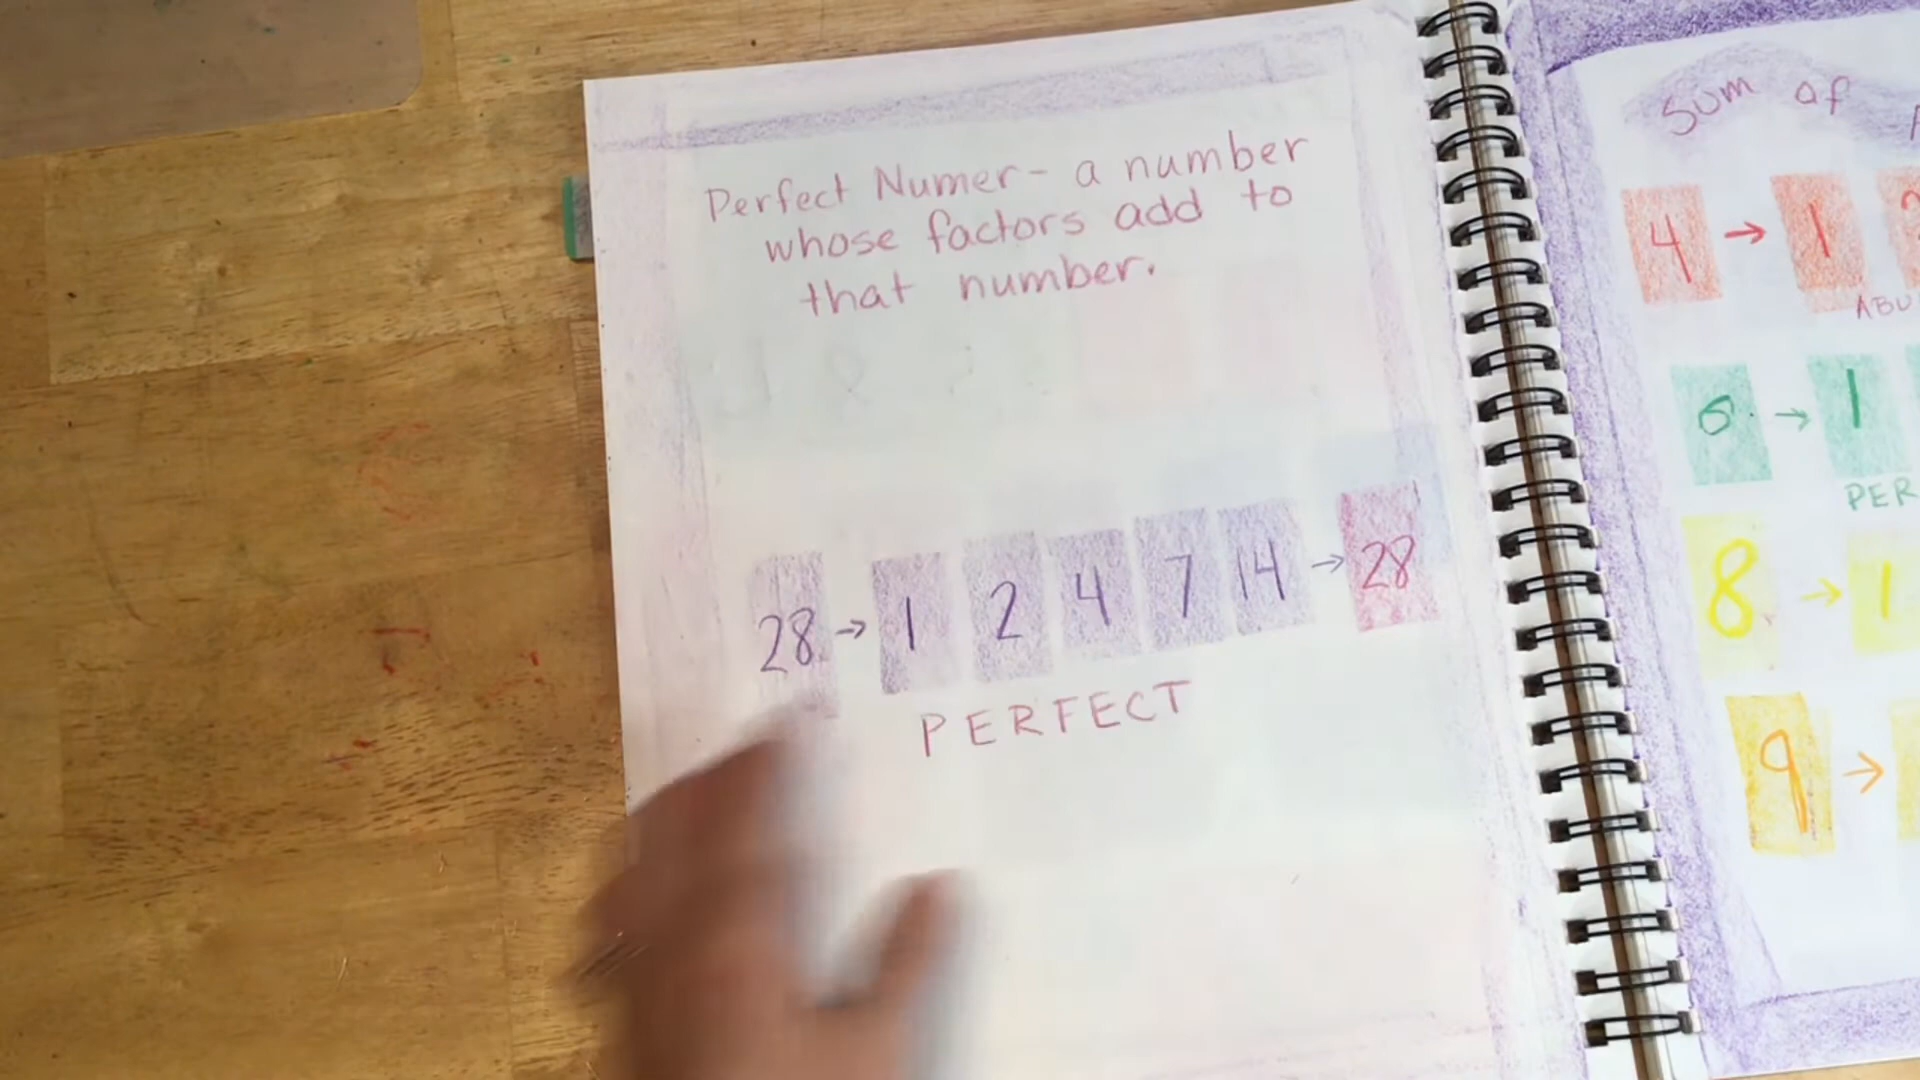 Perfect Numer - a number
whose factors add to
that number.
28 → 1 2 4 7 14 → 28
PERFECT
Sum of
4 → 1
ABU
6 → 1
PER
8 → 1
9 →